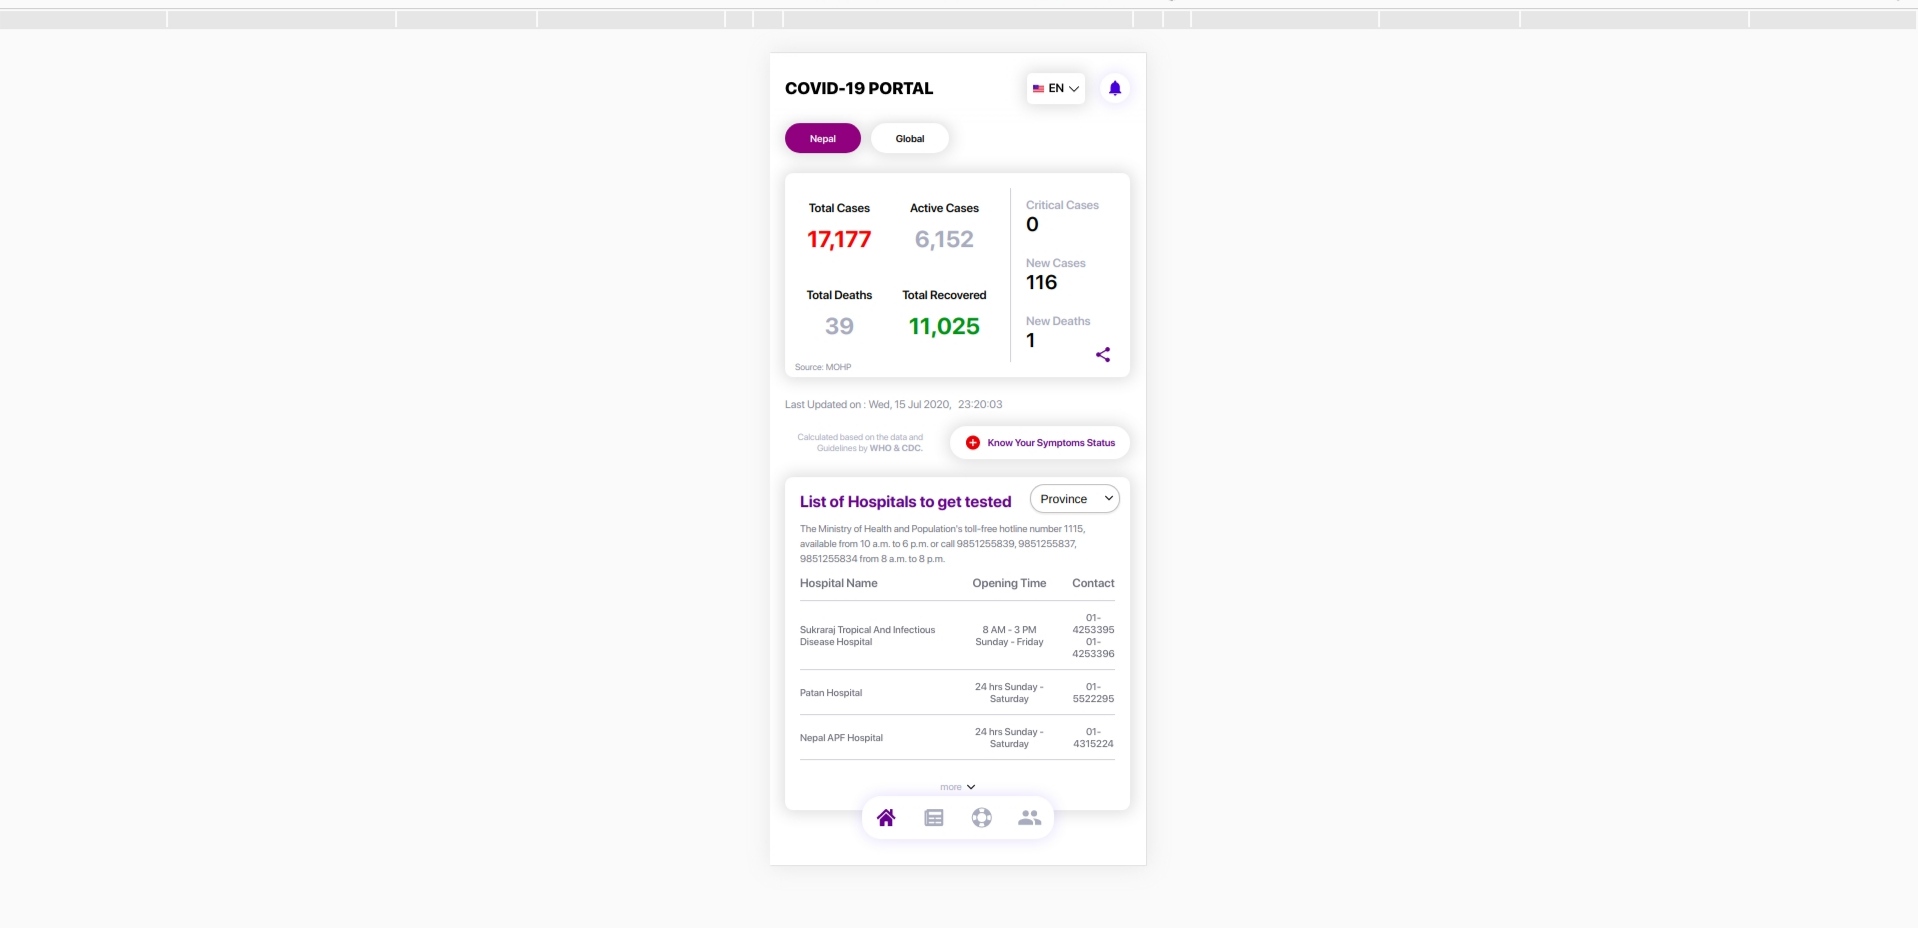 COVID-19 PORTAL
EN
Nepal
Global
Total Cases
17,177
Active Cases
6,152
Total Deaths
39
Total Recovered
11,025
Source: MOHP
Critical Cases
0
New Cases
116
New Deaths
1
Last Updated on : Wed, 15 Jul 2020, 23:20:03
Calculated based on the data and
Guidelines by WHO & CDC.
Know Your Symptoms Status
List of Hospitals to get tested
Province
The Ministry of Health and Population's toll-free hotline number 1115,
available from 10 a.m. to 6 p.m. or call 9851255839, 9851255837,
9851255834 from 8 a.m. to 8 p.m.
Hospital Name
Opening Time
Contact
Sukraraj Tropical And Infectious
Disease Hospital
8 AM - 3 PM
Sunday - Friday
01-
4253395
01-
4253396
Patan Hospital
24 hrs Sunday -
Saturday
01-
5522295
Nepal APF Hospital
24 hrs Sunday -
Saturday
01-
4315224
more